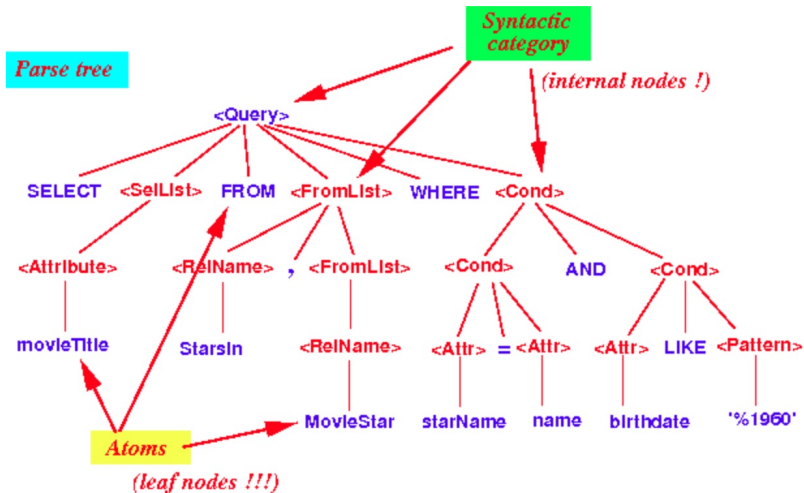 Syntactic
category
Parse tree
(internal nodes !)
<Query>
SELECT <SelList> FROM <FromList> WHERE <Cond>
<Attribute> <RelName> , <FromList> <Cond> AND <Cond>
movieTitle StarsIn <RelName> <Attr> = <Attr> <Attr> LIKE <Pattern>
MovieStar starName name birthdate '%1960'
Atoms
(leaf nodes !!!)